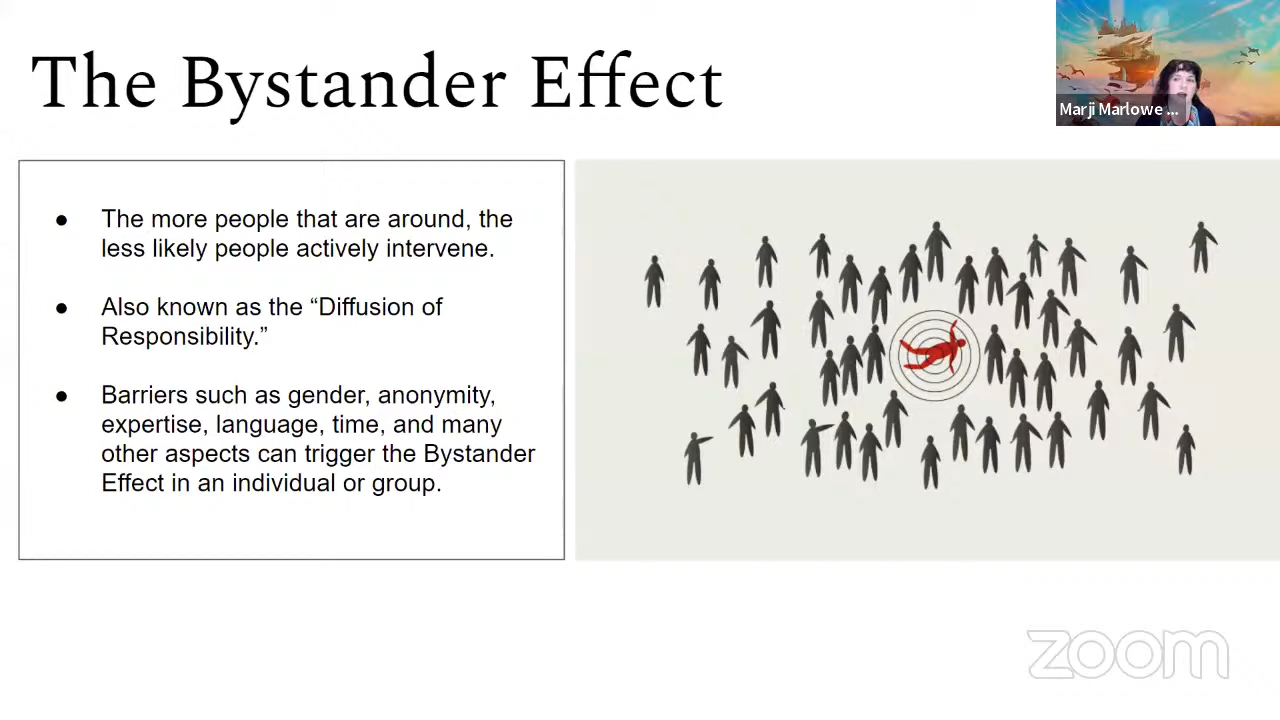 The Bystander Effect
Marji Marlowe ...
● The more people that are around, the
less likely people actively intervene.
● Also known as the “Diffusion of
Responsibility.”
● Barriers such as gender, anonymity,
expertise, language, time, and many
other aspects can trigger the Bystander
Effect in an individual or group.
zoom